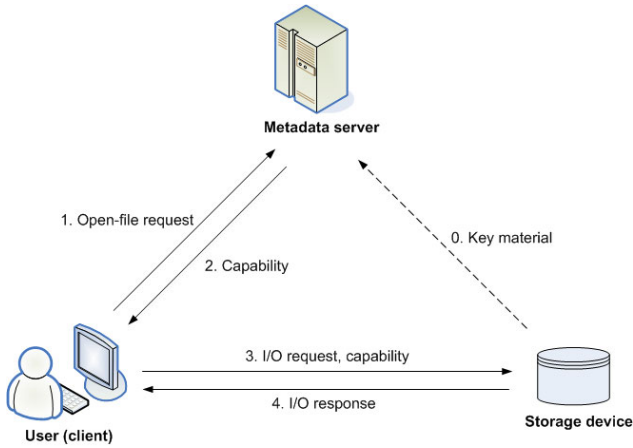 Metadata server
1. Open-file request
0. Key material
2. Capability
3. I/O request, capability
4. I/O response
Storage device
User (client)